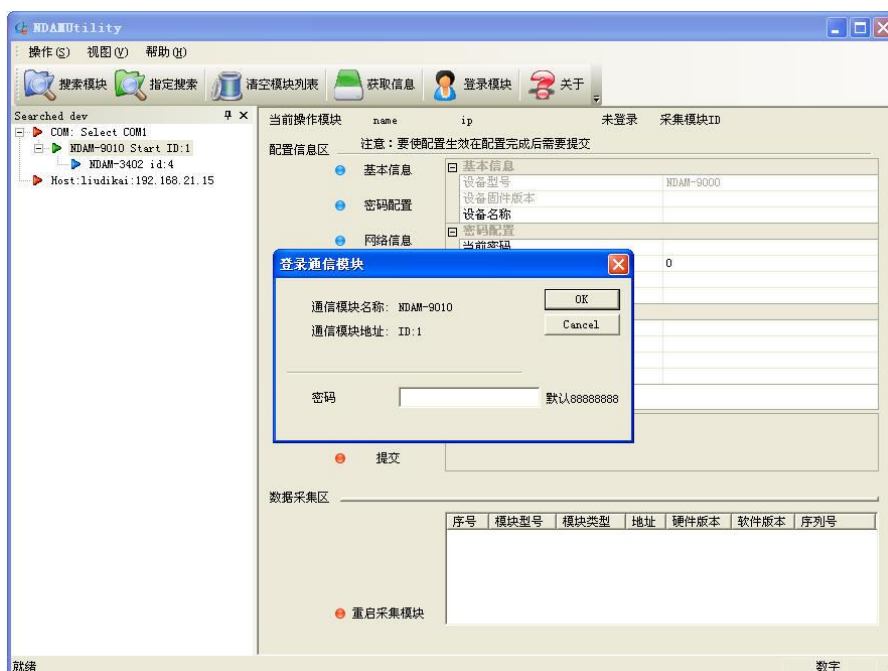 NDAMUtility
操作(S) 视图(V) 帮助(H)
搜索模块 指定搜索 清空模块列表 获取信息 登录模块 关于
Searched dev
COM: Select COM1
NDAM-9010 Start ID:1
NDAM-3402 id:4
Host:liudikai:192.168.21.15
当前操作模块 name ip 未登录 采集模块ID
配置信息区 注意：要使配置生效在配置完成后需要提交
基本信息
密码配置
网络信息
基本信息
设备型号 NDAM-9000
设备固件版本
设备名称
密码配置
当前密码
0
登录通信模块
通信模块名称: NDAM-9010
通信模块地址: ID:1
OK
Cancel
密码 默认88888888
提交
数据采集区
序号 模块型号 模块类型 地址 硬件版本 软件版本 序列号
重启采集模块
就绪 数字